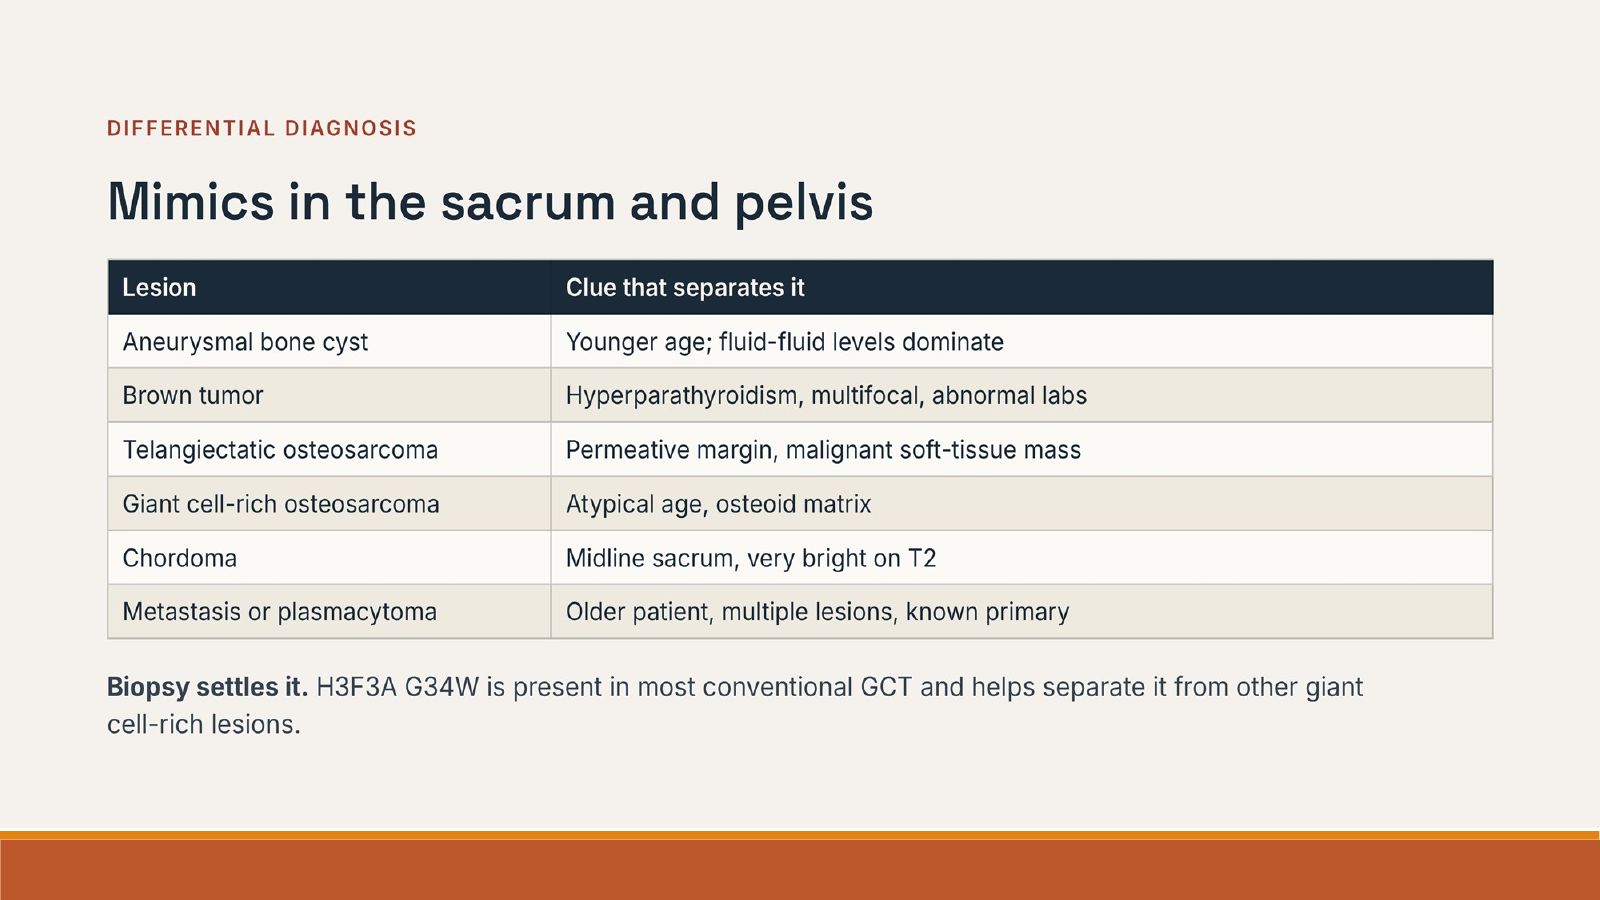 DIFFERENTIAL DIAGNOSIS
Mimics in the sacrum and pelvis
Lesion Clue that separates it
Aneurysmal bone cyst Younger age; fluid-fluid levels dominate
Brown tumor Hyperparathyroidism, multifocal, abnormal labs
Telangiectatic osteosarcoma Permeative margin, malignant soft-tissue mass
Giant cell-rich osteosarcoma Atypical age, osteoid matrix
Chordoma Midline sacrum, very bright on T2
Metastasis or plasmacytoma Older patient, multiple lesions, known primary
Biopsy settles it. H3F3A G34W is present in most conventional GCT and helps separate it from other giant
cell-rich lesions.